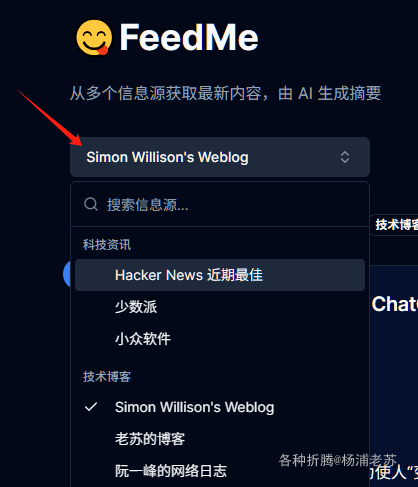 FeedMe
从多个信息源获取最新内容，由 AI 生成摘要
Simon Willison's Weblog
搜索信息源...
技术博客
科技资讯
Hacker News 近期最佳
ChatG
少数派
小众软件
技术博客
Simon Willison's Weblog
老苏的博客
各种折腾@杨浦老苏
阮一峰的网络日志
使人"变